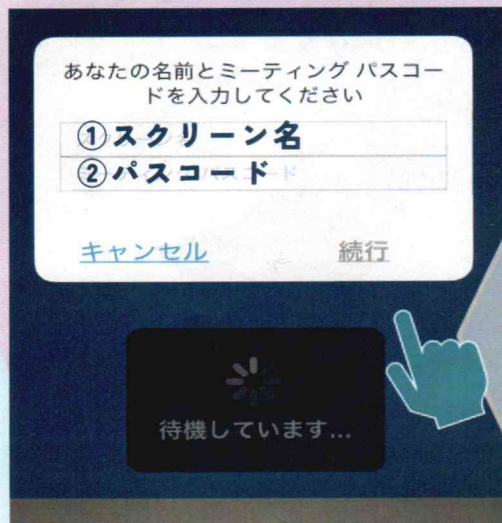 あなたの名前とミーティング パスコー
ドを入力してください
①スクリーン名
②パスコード
キャンセル
続行
待機しています...